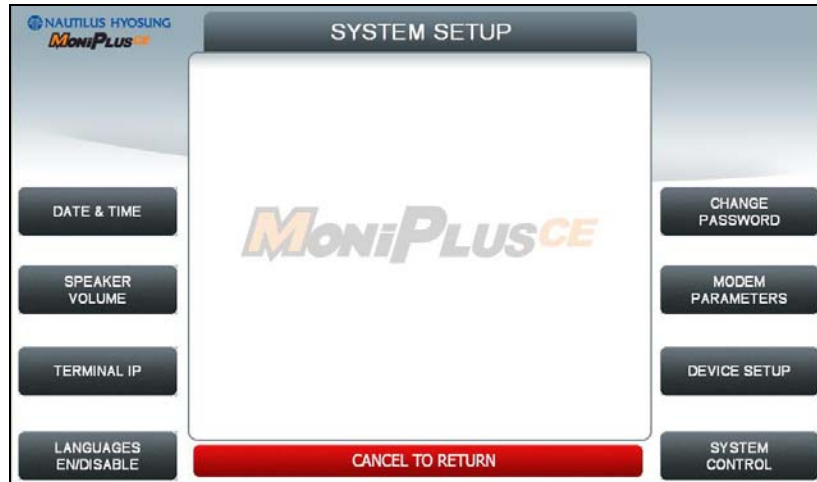 NAUTILUS HYOSUNG
MONIPLUSCE
SYSTEM SETUP
MONIPLUSCE
DATE & TIME
SPEAKER
VOLUME
TERMINAL IP
LANGUAGES
EN/DISABLE
CHANGE
PASSWORD
MODEM
PARAMETERS
DEVICE SETUP
SYSTEM
CONTROL
CANCEL TO RETURN